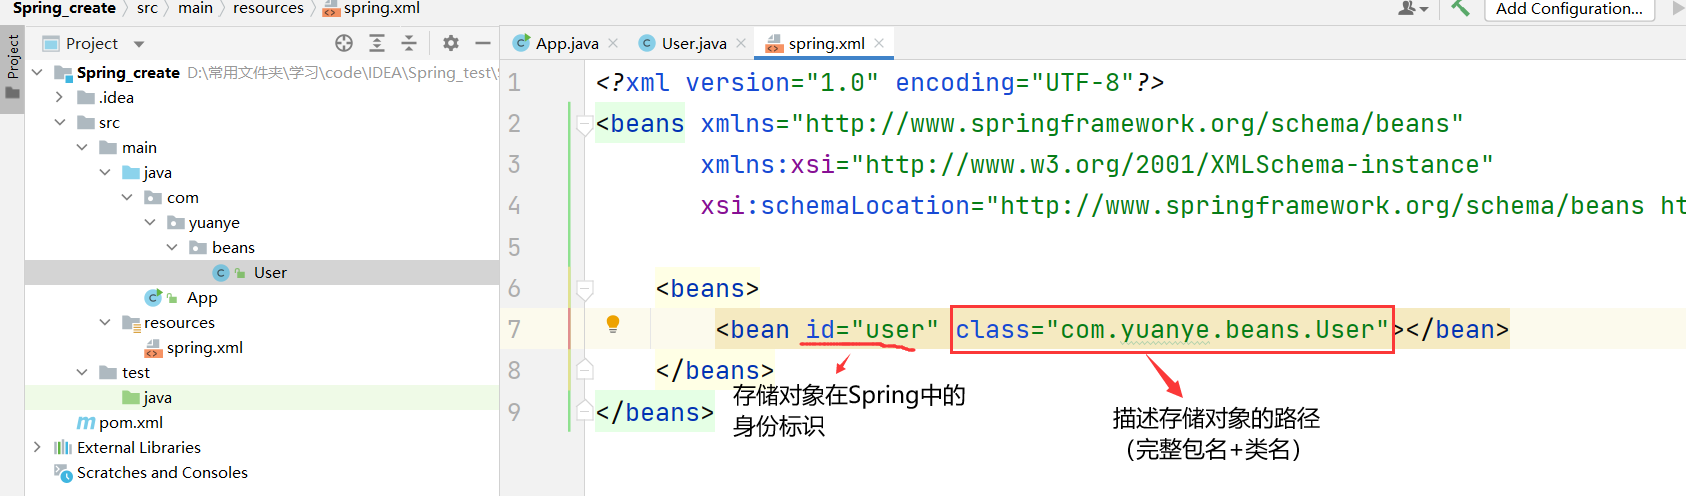 Spring_create src main resources spring.xml
Add Configuration...
Project
Project
App.java
User.java
spring.xml
Spring_create D:\常用文件夹\学习\code\IDEA\Spring_test\
.idea
src
main
java
com
yuanye
beans
User
App
resources
spring.xml
test
java
pom.xml
External Libraries
Scratches and Consoles
1 <?xml version="1.0" encoding="UTF-8"?>
2 <beans xmlns="http://www.springframework.org/schema/beans"
3 xmlns:xsi="http://www.w3.org/2001/XMLSchema-instance"
4 xsi:schemaLocation="http://www.springframework.org/schema/beans ht
5
6 <beans>
7 <bean id="user" class="com.yuanye.beans.User"></bean>
8 </beans>
9 </beans>
存储对象在Spring中的
身份标识
描述存储对象的路径
（完整包名+类名）